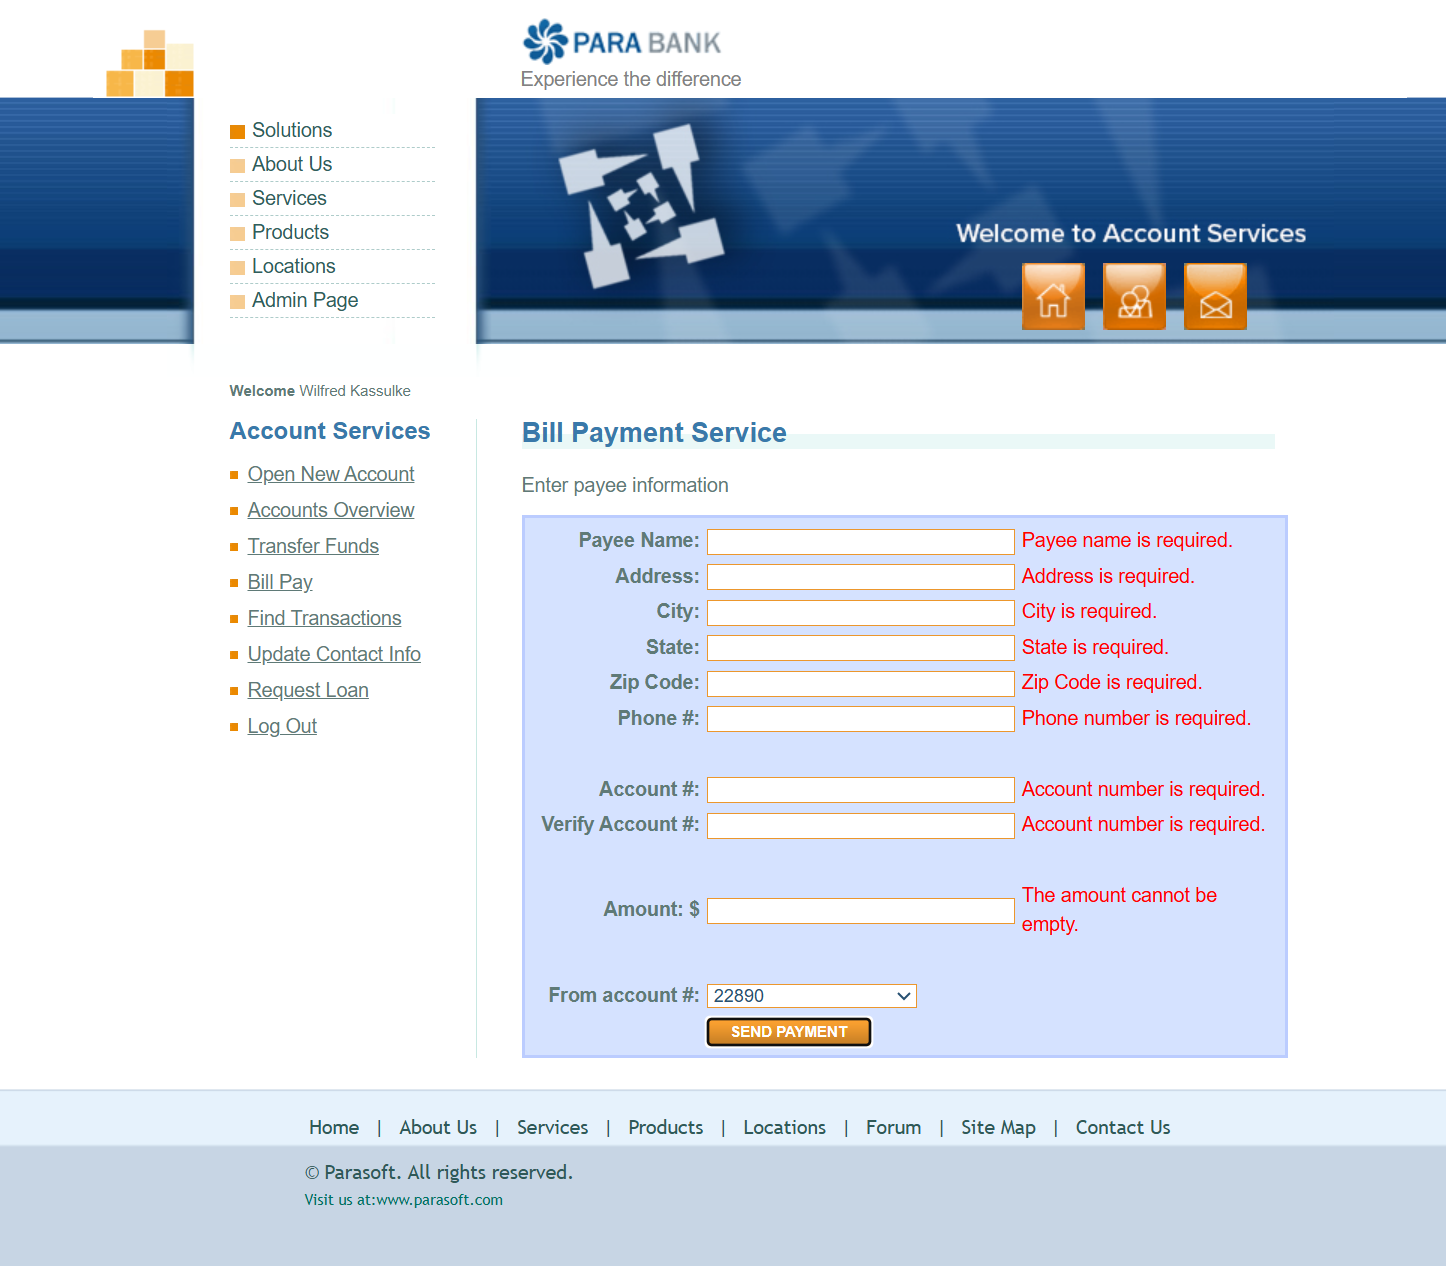 PARA BANK
Experience the difference
Solutions
About Us
Services
Products
Locations
Admin Page
Welcome to Account Services
Welcome Wilfred Kassulke
Account Services
Open New Account
Accounts Overview
Transfer Funds
Bill Pay
Find Transactions
Update Contact Info
Request Loan
Log Out
Bill Payment Service
Enter payee information
Payee Name: Payee name is required.
Address: Address is required.
City: City is required.
State: State is required.
Zip Code: Zip Code is required.
Phone #: Phone number is required.
Account #: Account number is required.
Verify Account #: Account number is required.
Amount: $ The amount cannot be
empty.
From account #: 22890
SEND PAYMENT
Home | About Us | Services | Products | Locations | Forum | Site Map | Contact Us
© Parasoft. All rights reserved.
Visit us at:www.parasoft.com